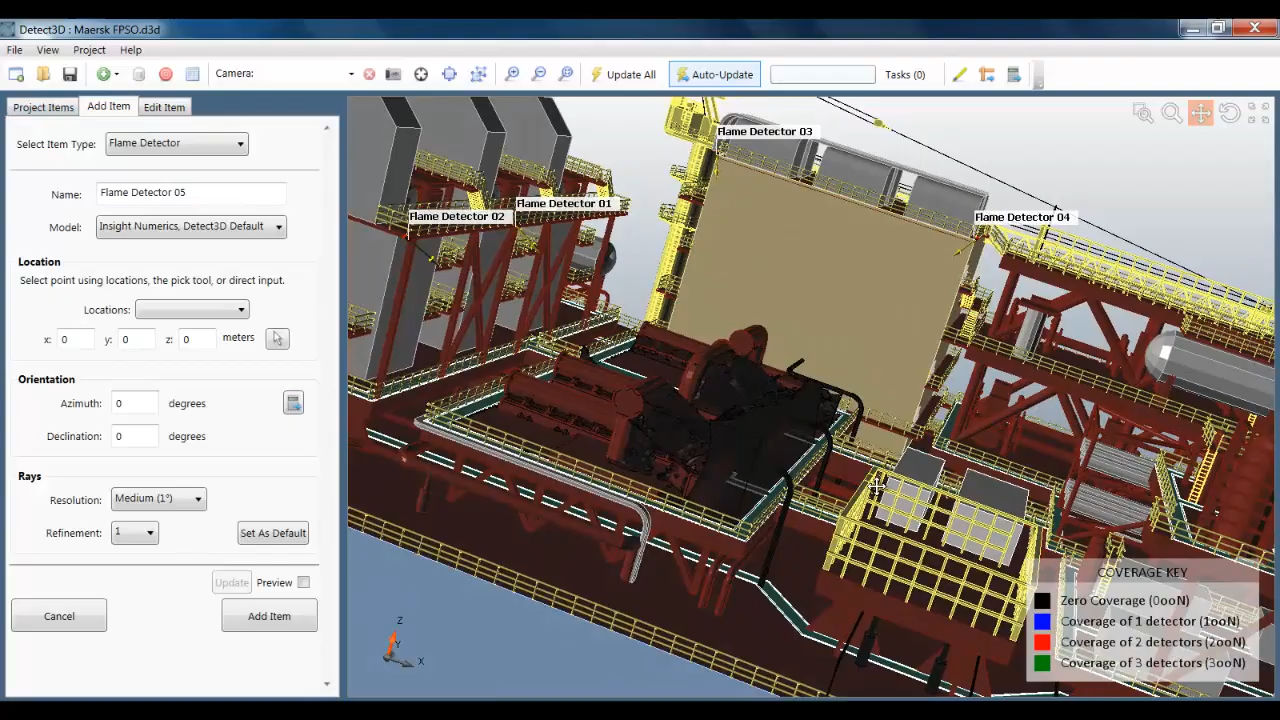 Detect3D : Maersk FPSO.d3d
File View Project Help
Camera: Update All Auto-Update Tasks (0)
Project Items Add Item Edit Item
Select Item Type: Flame Detector
Name: Flame Detector 05
Model: Insight Numerics, Detect3D Default
Location
Select point using locations, the pick tool, or direct input.
Locations:
x: 0 y: 0 z: 0 meters
Orientation
Azimuth: 0 degrees
Declination: 0 degrees
Rays
Resolution: Medium (1°)
Refinement: 1 Set As Default
Update Preview
Cancel Add Item
Flame Detector 03
Flame Detector 01
Flame Detector 02
Flame Detector 04
Z
Y
X
COVERAGE KEY
Zero Coverage (0ooN)
Coverage of 1 detector (1ooN)
Coverage of 2 detectors (2ooN)
Coverage of 3 detectors (3ooN)